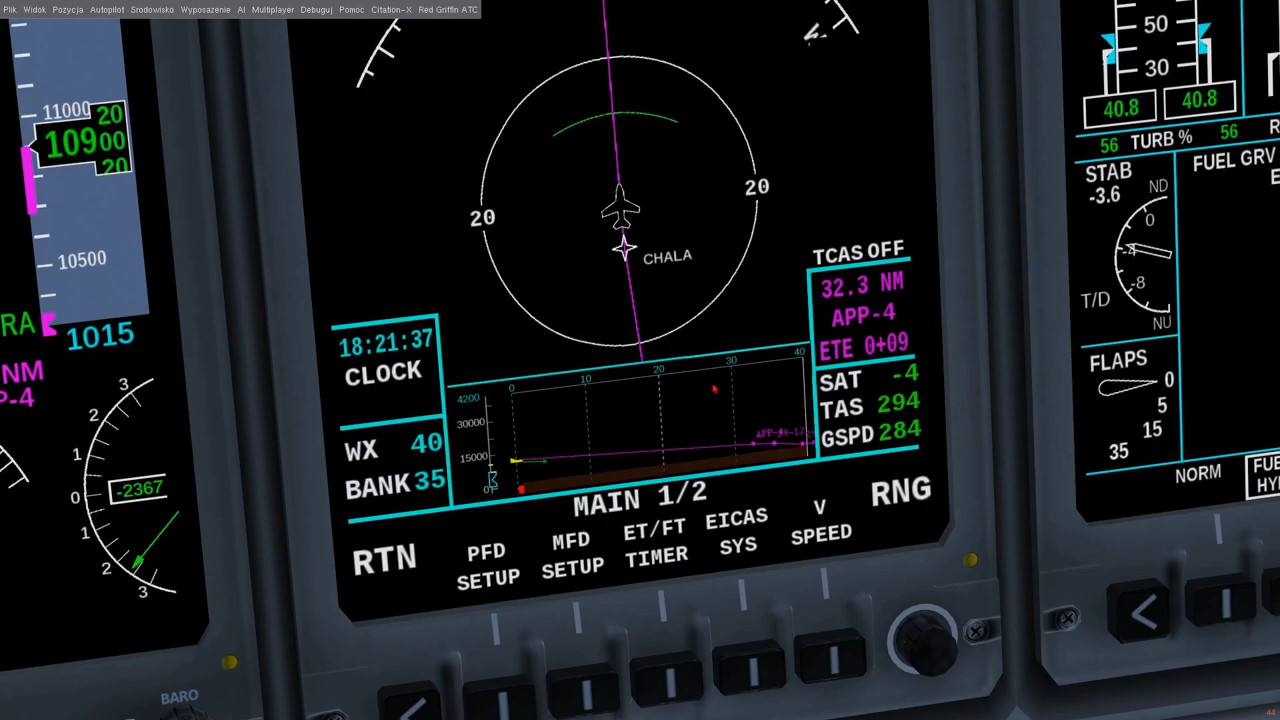 Plik Widok Pozycja Autopilot Srodowisko Wyposazenie AI Multiplayer Debuguj Pomoc Citation-X Red Griffin ATC
11000
20
109 00
20
10500
RA
1015
NM
P-4
3
2
1
0
-2367
1
2
3
BARO
20
20
CHALA
TCAS OFF
32.3 NM
APP-4
ETE 0+09
SAT -4
TAS 294
GSPD 284
18:21:37
CLOCK
WX 40
BANK 35
0 10 20 30 40
4200
30000
15000
0
MAIN 1/2
RTN
PFD SETUP
MFD SETUP
ET/FT TIMER
EICAS SYS
V SPEED
RNG
50
30
40.8 40.8
56 TURB % 56
FUEL GRV
STAB
-3.6
ND
0
-4
-8
T/D
NU
FLAPS
0
5
15
35
NORM
44